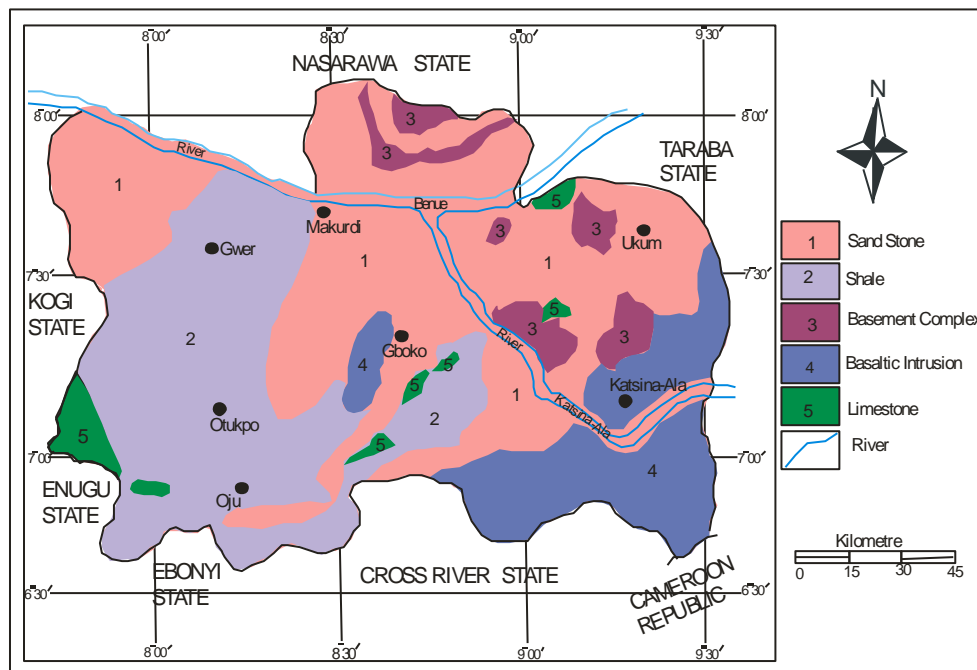 8°00' 8°30' 9°00' 9°30'
NASARAWA STATE
N
8°00' 8°00'
TARABA
STATE
3
3
River
1
Benue
5
3
3
Makurdi
Ukum
Gwer
1
1
7°30' 7°30'
KOGI
STATE
2
5
3
3
River
4
Gboko
5
5
Katsina-Ala
1
Katsina-Ala
Otukpo
2
5
5
4
7°00' 7°00'
ENUGU
STATE
Oju
EBONYI
STATE
CROSS RIVER STATE
CAMEROON
REPUBLIC
6°30' 6°30'
8°00' 8°30' 9°00' 9°30'
1 Sand Stone
2 Shale
3 Basement Complex
4 Basaltic Intrusion
5 Limestone
River
Kilometre
0 15 30 45